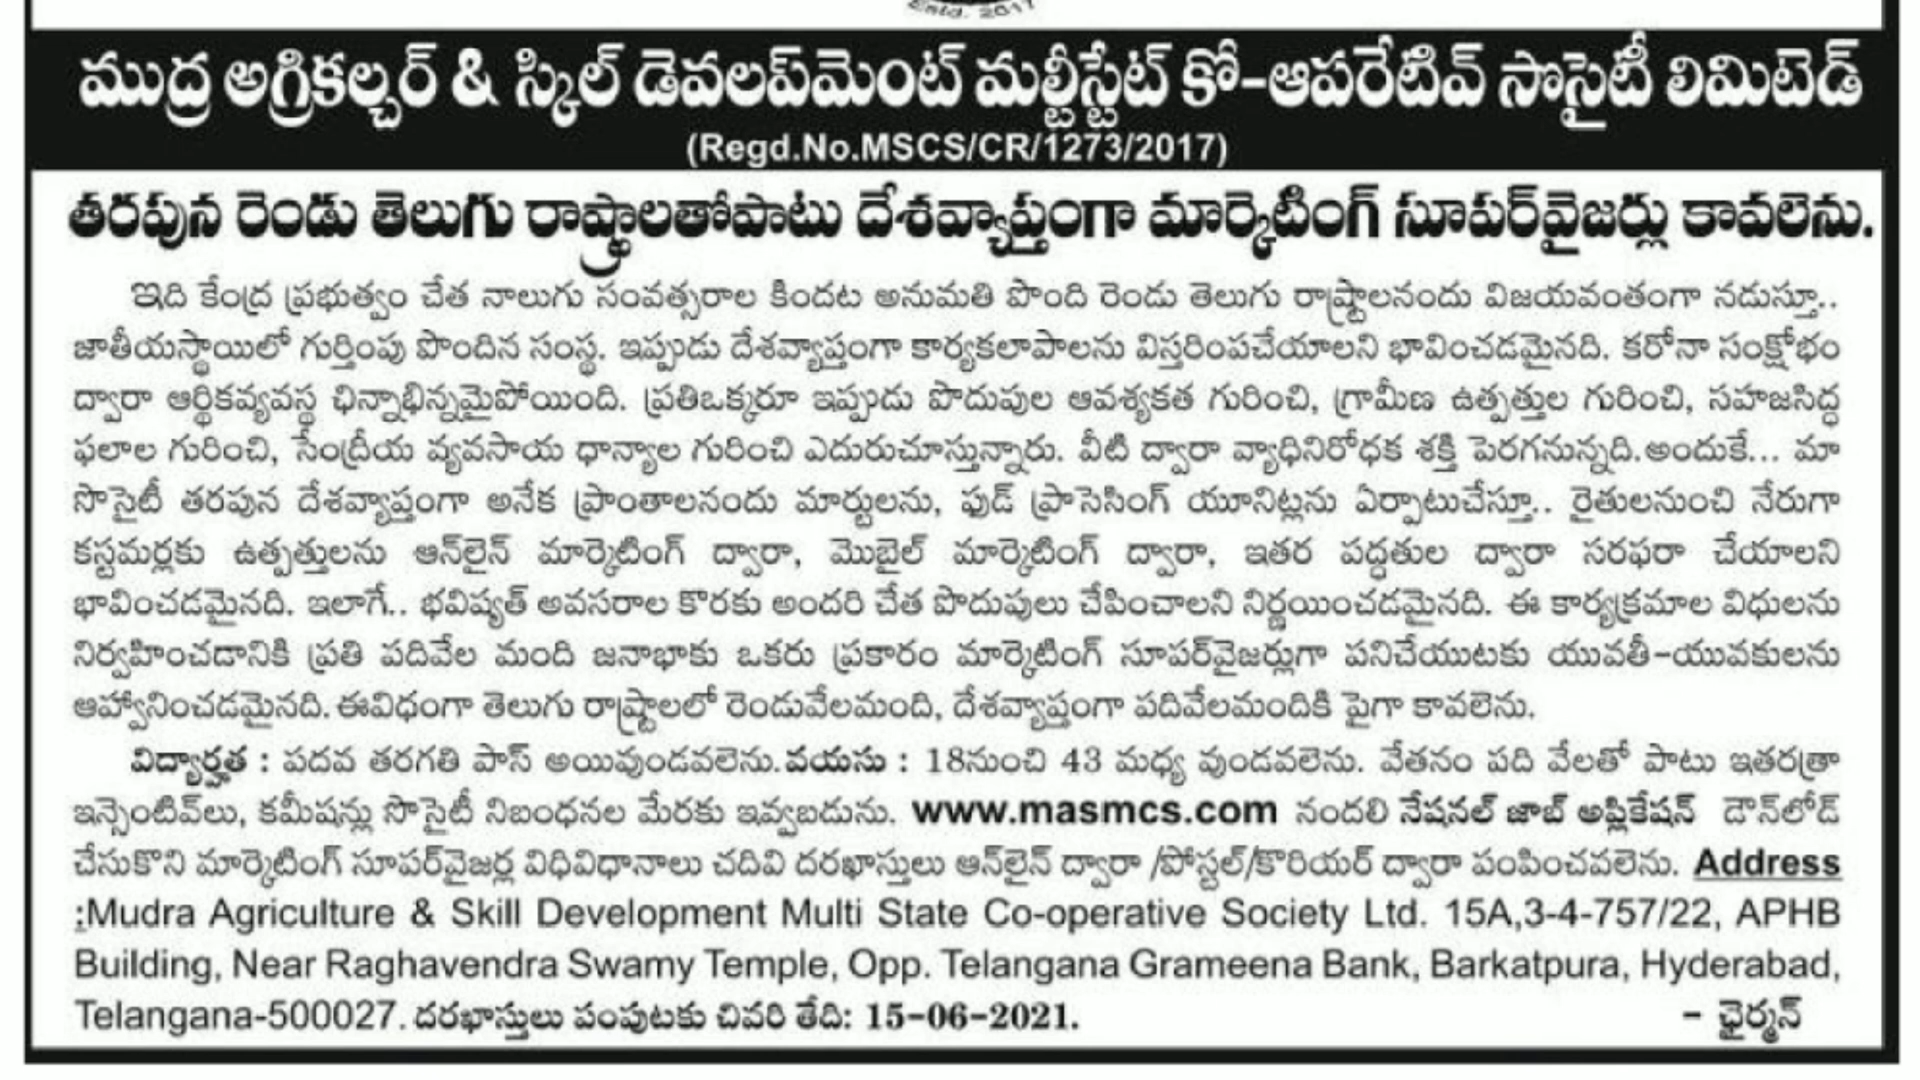 Estd. 2017
ముద్ర అగ్రికల్చర్ & స్కిల్ డెవలప్‌మెంట్ మల్టీస్టేట్ కో-ఆపరేటివ్ సొసైటీ లిమిటెడ్
(Regd.No.MSCS/CR/1273/2017)
తరపున రెండు తెలుగు రాష్ట్రాలతోపాటు దేశవ్యాప్తంగా మార్కెటింగ్ సూపర్‌వైజర్లు కావలెను.
ఇది కేంద్ర ప్రభుత్వం చేత నాలుగు సంవత్సరాల కిందట అనుమతి పొంది రెండు తెలుగు రాష్ట్రాలనందు విజయవంతంగా నడుస్తూ..
జాతీయస్థాయిలో గుర్తింపు పొందిన సంస్థ. ఇప్పుడు దేశవ్యాప్తంగా కార్యకలాపాలను విస్తరింపచేయాలని భావించడమైనది. కరోనా సంక్షోభం
ద్వారా ఆర్థికవ్యవస్థ ఛిన్నాభిన్నమైపోయింది. ప్రతిఒక్కరూ ఇప్పుడు పొదుపుల ఆవశ్యకత గురించి, గ్రామీణ ఉత్పత్తుల గురించి, సహజసిద్ధ
ఫలాల గురించి, సేంద్రీయ వ్యవసాయ ధాన్యాల గురించి ఎదురుచూస్తున్నారు. వీటి ద్వారా వ్యాధినిరోధక శక్తి పెరగనున్నది.అందుకే... మా
సొసైటీ తరపున దేశవ్యాప్తంగా అనేక ప్రాంతాలనందు మార్టులను, ఫుడ్ ప్రాసెసింగ్ యూనిట్లను ఏర్పాటుచేస్తూ.. రైతులనుంచి నేరుగా
కస్టమర్లకు ఉత్పత్తులను ఆన్‌లైన్ మార్కెటింగ్ ద్వారా, మొబైల్ మార్కెటింగ్ ద్వారా, ఇతర పద్ధతుల ద్వారా సరఫరా చేయాలని
భావించడమైనది. ఇలాగే.. భవిష్యత్ అవసరాల కొరకు అందరి చేత పొదుపులు చేపించాలని నిర్ణయించడమైనది. ఈ కార్యక్రమాల విధులను
నిర్వహించడానికి ప్రతి పదివేల మంది జనాభాకు ఒకరు ప్రకారం మార్కెటింగ్ సూపర్‌వైజర్లుగా పనిచేయుటకు యువతీ-యువకులను
ఆహ్వానించడమైనది.ఈవిధంగా తెలుగు రాష్ట్రాలలో రెండువేలమంది, దేశవ్యాప్తంగా పదివేలమందికి పైగా కావలెను.
విద్యార్హత : పదవ తరగతి పాస్ అయివుండవలెను.వయసు : 18నుంచి 43 మధ్య వుండవలెను. వేతనం పది వేలతో పాటు ఇతరత్రా
ఇన్సెంటివ్‌లు, కమీషన్లు సొసైటీ నిబంధనల మేరకు ఇవ్వబడును. www.masmcs.com నందలి నేషనల్ జాబ్ అప్లికేషన్ డౌన్‌లోడ్
చేసుకొని మార్కెటింగ్ సూపర్‌వైజర్ల విధివిధానాలు చదివి దరఖాస్తులు ఆన్‌లైన్ ద్వారా /పోస్టల్/కొరియర్ ద్వారా పంపించవలెను. Address
:Mudra Agriculture & Skill Development Multi State Co-operative Society Ltd. 15A,3-4-757/22, APHB
Building, Near Raghavendra Swamy Temple, Opp. Telangana Grameena Bank, Barkatpura, Hyderabad,
Telangana-500027. దరఖాస్తులు పంపుటకు చివరి తేది: 15-06-2021. - ఛైర్మన్